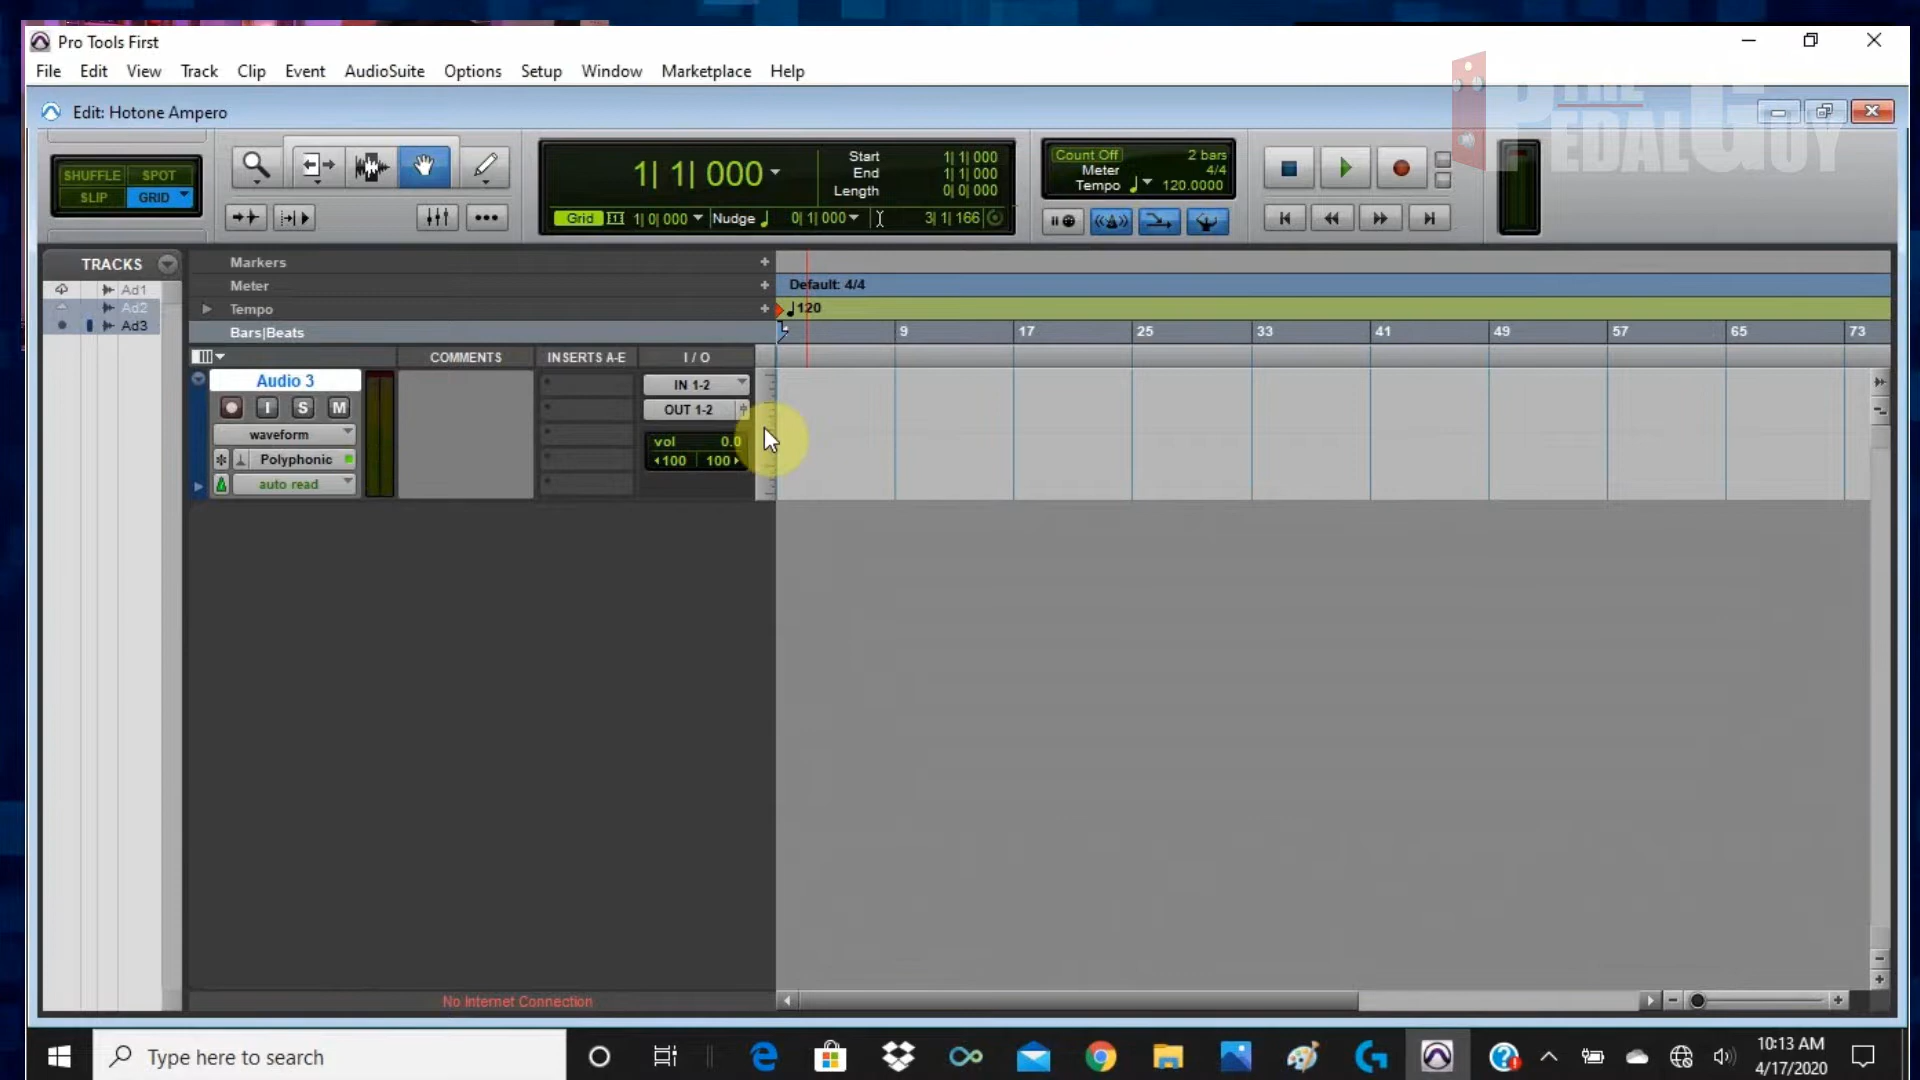 Pro Tools First
File Edit View Track Clip Event AudioSuite Options Setup Window Marketplace Help
THE PEDAL GUY
Edit: Hotone Ampero
SHUFFLE SPOT
SLIP GRID
1| 1| 000
Start 1| 1| 000
End 1| 1| 000
Length 0| 0| 000
Grid 1| 0| 000 Nudge 0| 1| 000 3| 1| 166
Count Off 2 bars
Meter 4/4
Tempo 120.0000
TRACKS
Ad1
Ad2
Ad3
Markers
Meter Default: 4/4
Tempo 120
Bars|Beats 9 17 25 33 41 49 57 65 73
COMMENTS INSERTS A-E I / O
Audio 3
I S M
waveform
Polyphonic
auto read
IN 1-2
OUT 1-2
vol 0.0
100 100
No Internet Connection
Type here to search
10:13 AM
4/17/2020